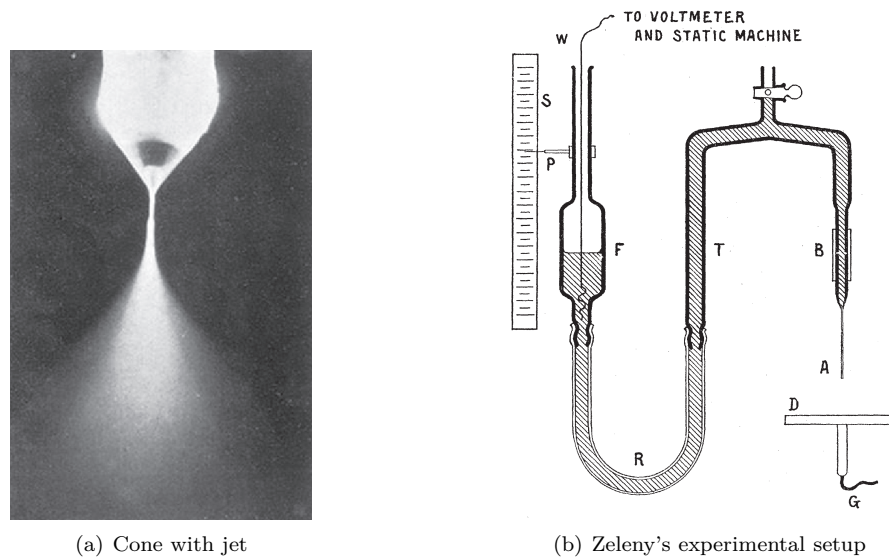 TO VOLTMETER
AND STATIC MACHINE
W
S
P
F
T
B
A
D
R
G
(a) Cone with jet
(b) Zeleny's experimental setup